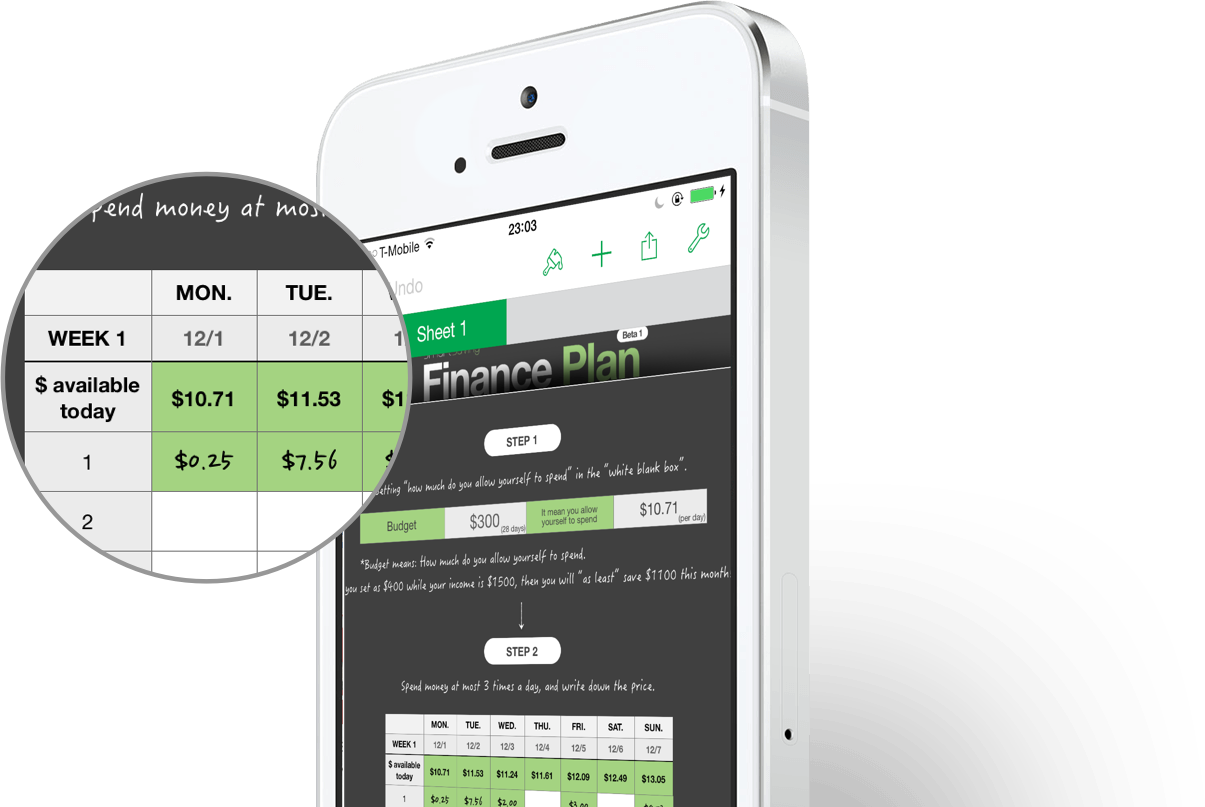 pend money at mos
MON. TUE.
WEEK 1 12/1 12/2 1
$ available today $10.71 $11.53 $1
1 $0.25 $7.56 $
2
T-Mobile 23:03
Undo
Sheet 1
Beta 1
Finance Plan
STEP 1
etting "how much do you allow yourself to spend" in the "white blank box".
Budget $300 (28 days) It mean you allow yourself to spend $10.71 (per day)
*Budget means: How much do you allow yourself to spend.
you set as $400 while your income is $1500, then you will "as least" save $1100 this month
STEP 2
Spend money at most 3 times a day, and write down the price.
MON. TUE. WED. THU. FRI. SAT. SUN.
WEEK 1 12/1 12/2 12/3 12/4 12/5 12/6 12/7
$ available today $10.71 $11.53 $11.24 $11.61 $12.09 $12.49 $13.05
1 $0.25 $7.56 $2.00 $3.00